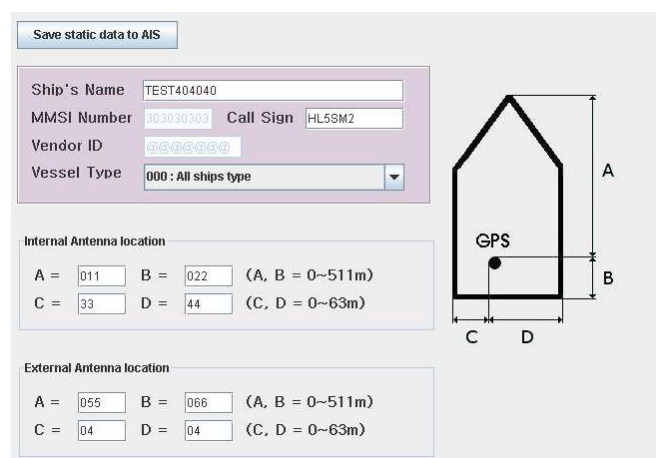 Save static data to AIS
Ship's Name TEST404040
MMSI Number 303030303 Call Sign HL5SM2
Vendor ID @@@@@@@
Vessel Type 000 : All ships type
A
GPS
B
C D
Internal Antenna location
A = 011 B = 022 (A, B = 0~511m)
C = 33 D = 44 (C, D = 0~63m)
External Antenna location
A = 055 B = 066 (A, B = 0~511m)
C = 04 D = 04 (C, D = 0~63m)